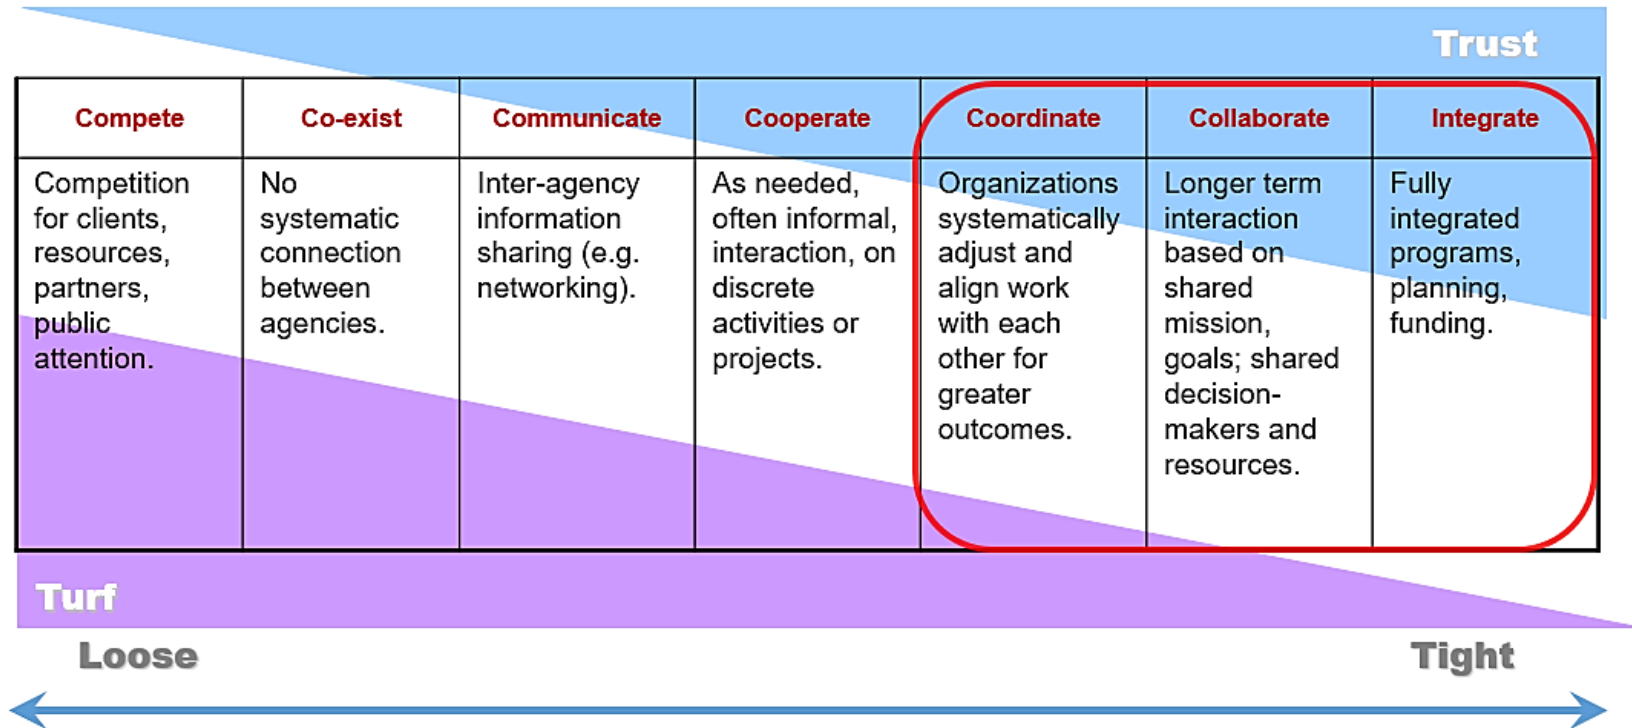 Trust
Compete
Co-exist
Communicate
Cooperate
Coordinate
Collaborate
Integrate
Competition
for clients,
resources,
partners,
public
attention.
No
systematic
connection
between
agencies.
Inter-agency
information
sharing (e.g.
networking).
As needed,
often informal,
interaction, on
discrete
activities or
projects.
Organizations
systematically
adjust and
align work
with each
other for
greater
outcomes.
Longer term
interaction
based on
shared
mission,
goals; shared
decision-
makers and
resources.
Fully
integrated
programs,
planning,
funding.
Turf
Loose
Tight